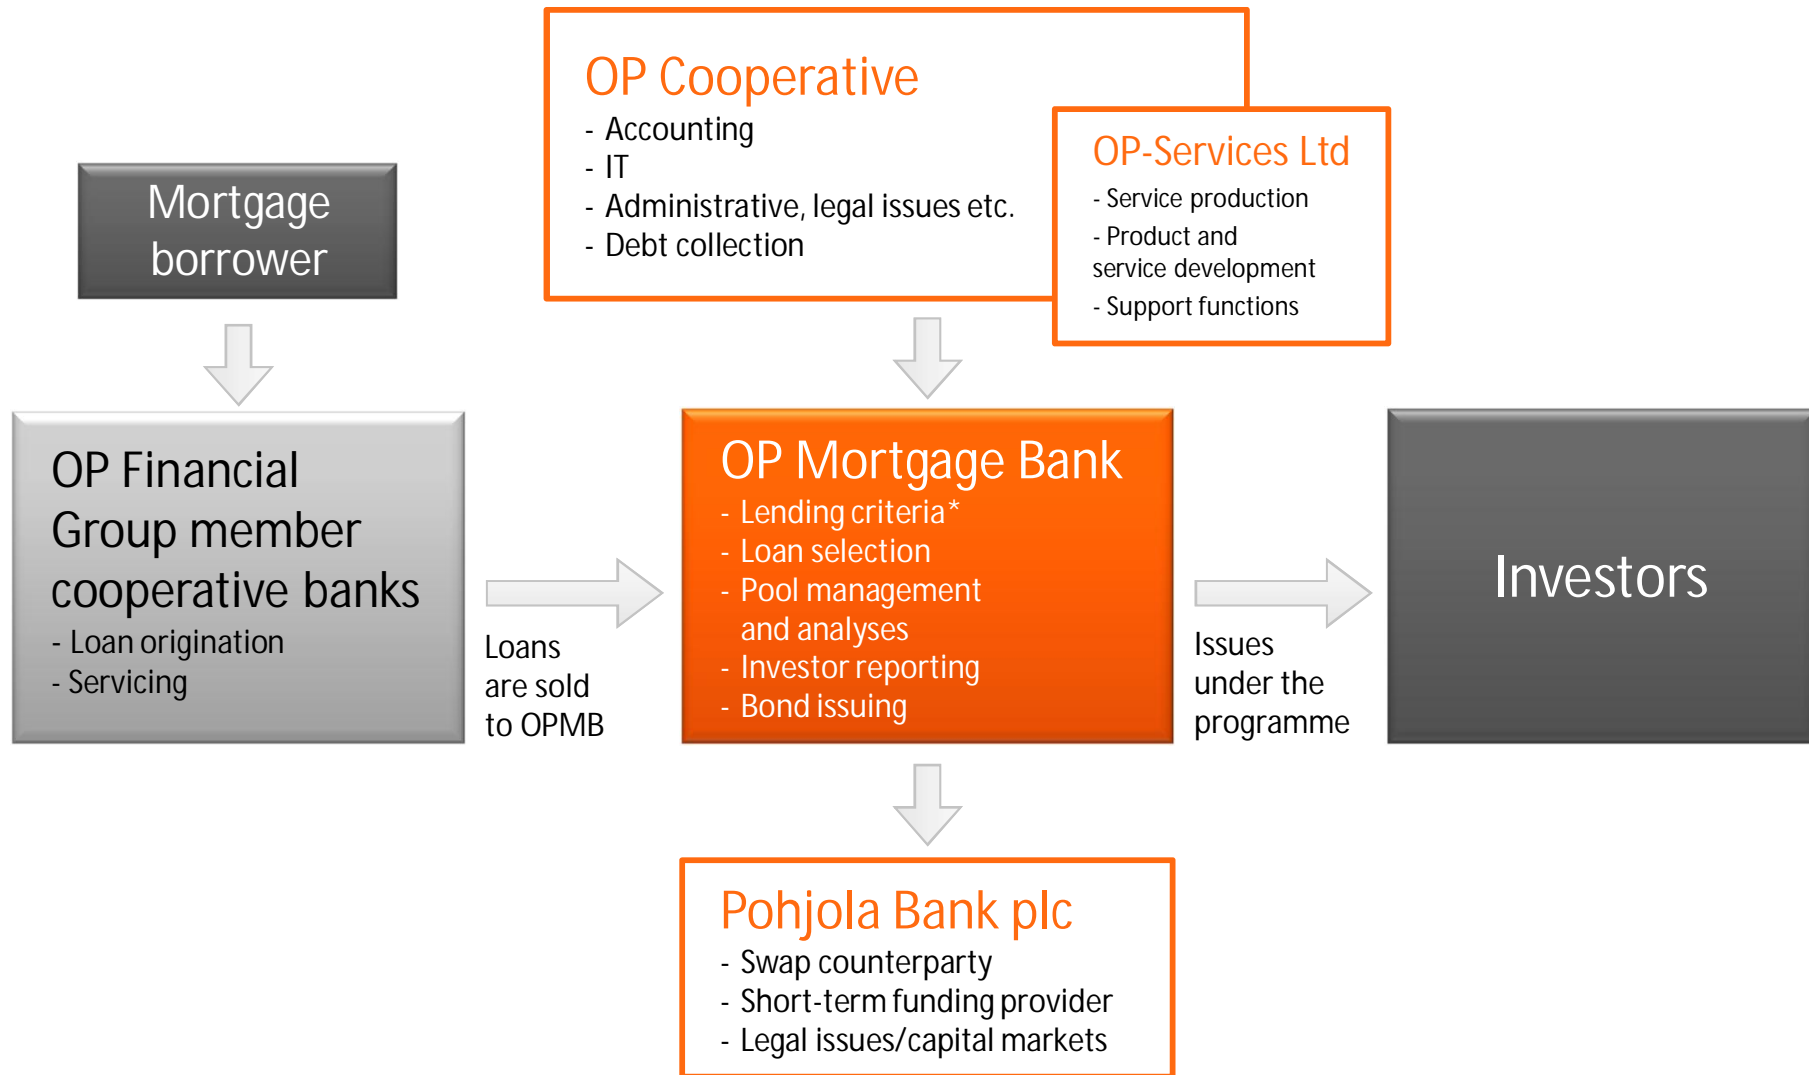 OP Cooperative
- Accounting
- IT
- Administrative, legal issues etc.
- Debt collection
OP-Services Ltd
- Service production
- Product and
service development
- Support functions
Mortgage
borrower
OP Financial
Group member
cooperative banks
- Loan origination
- Servicing
Loans
are sold
to OPMB
OP Mortgage Bank
- Lending criteria*
- Loan selection
- Pool management
and analyses
- Investor reporting
- Bond issuing
Issues
under the
programme
Investors
Pohjola Bank plc
- Swap counterparty
- Short-term funding provider
- Legal issues/capital markets